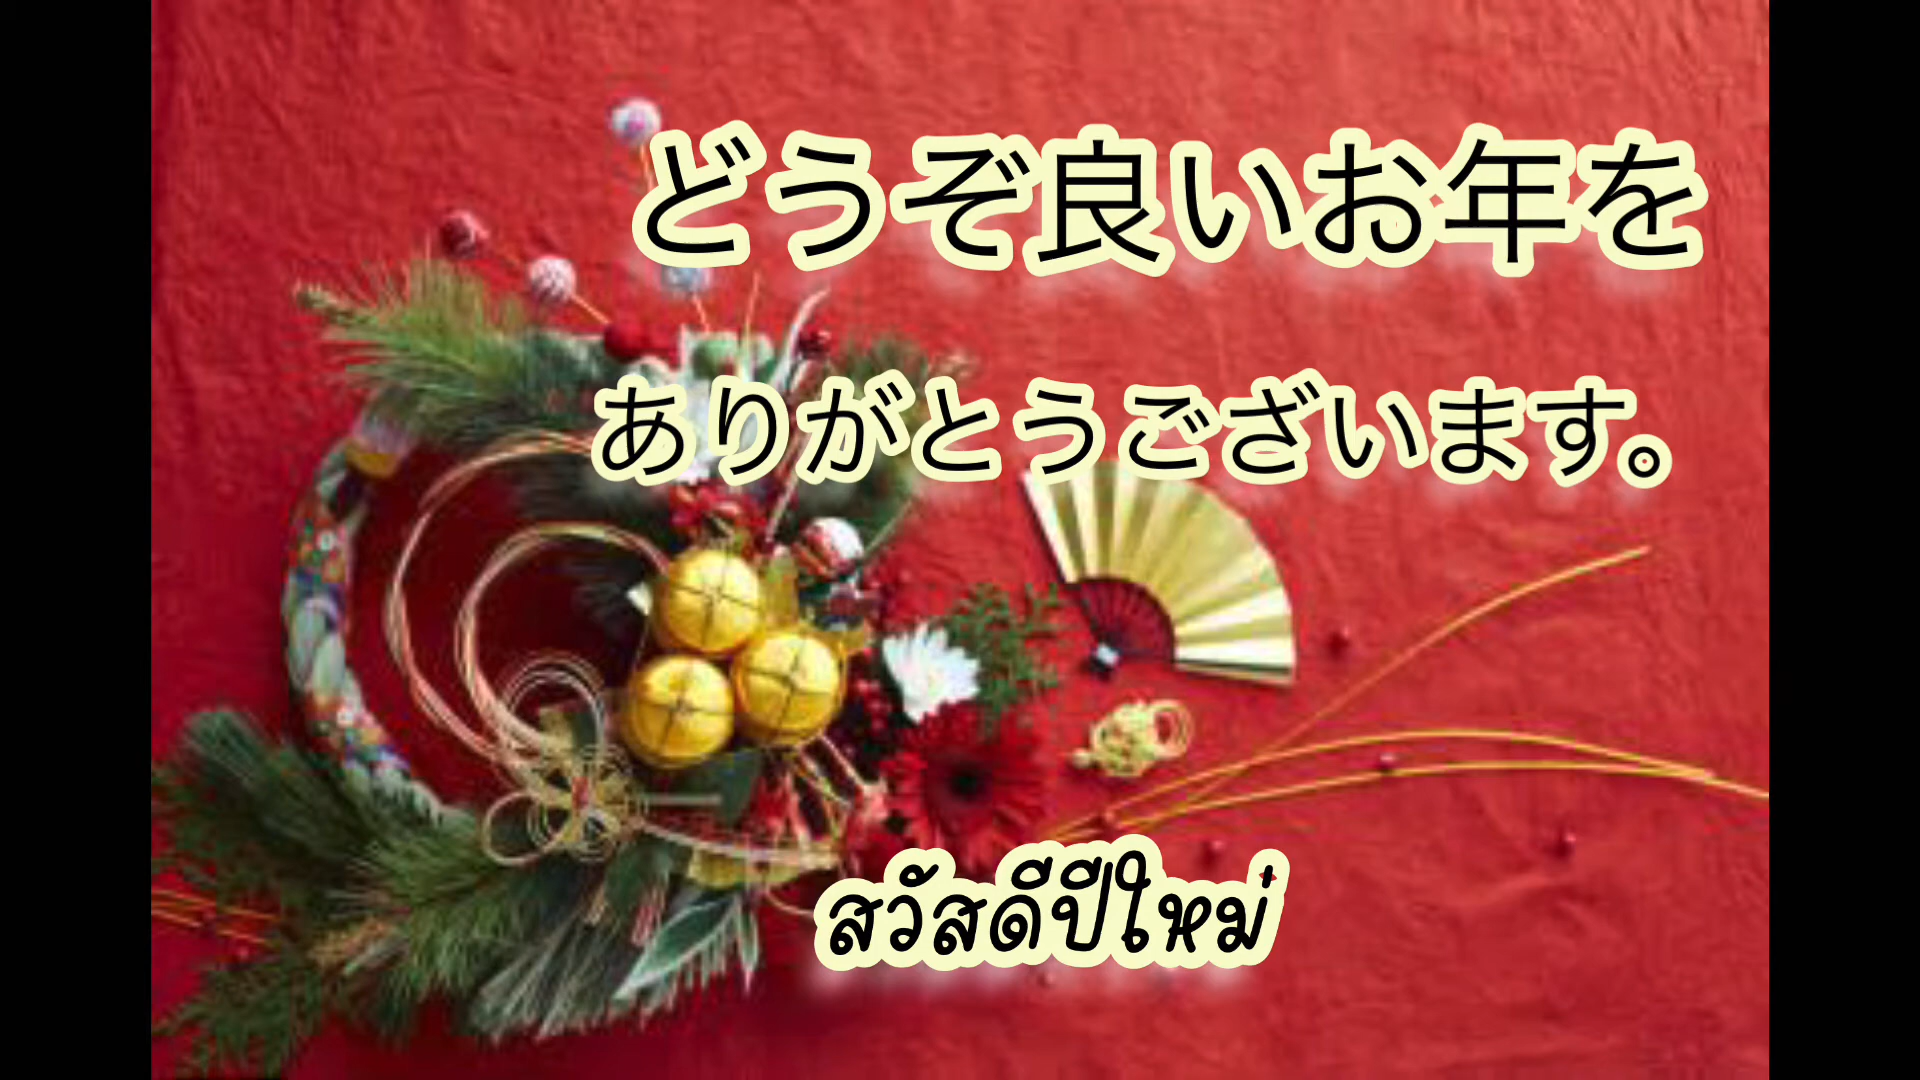 どうぞ良いお年を
ありがとうございます。
สวัสดีปีใหม่